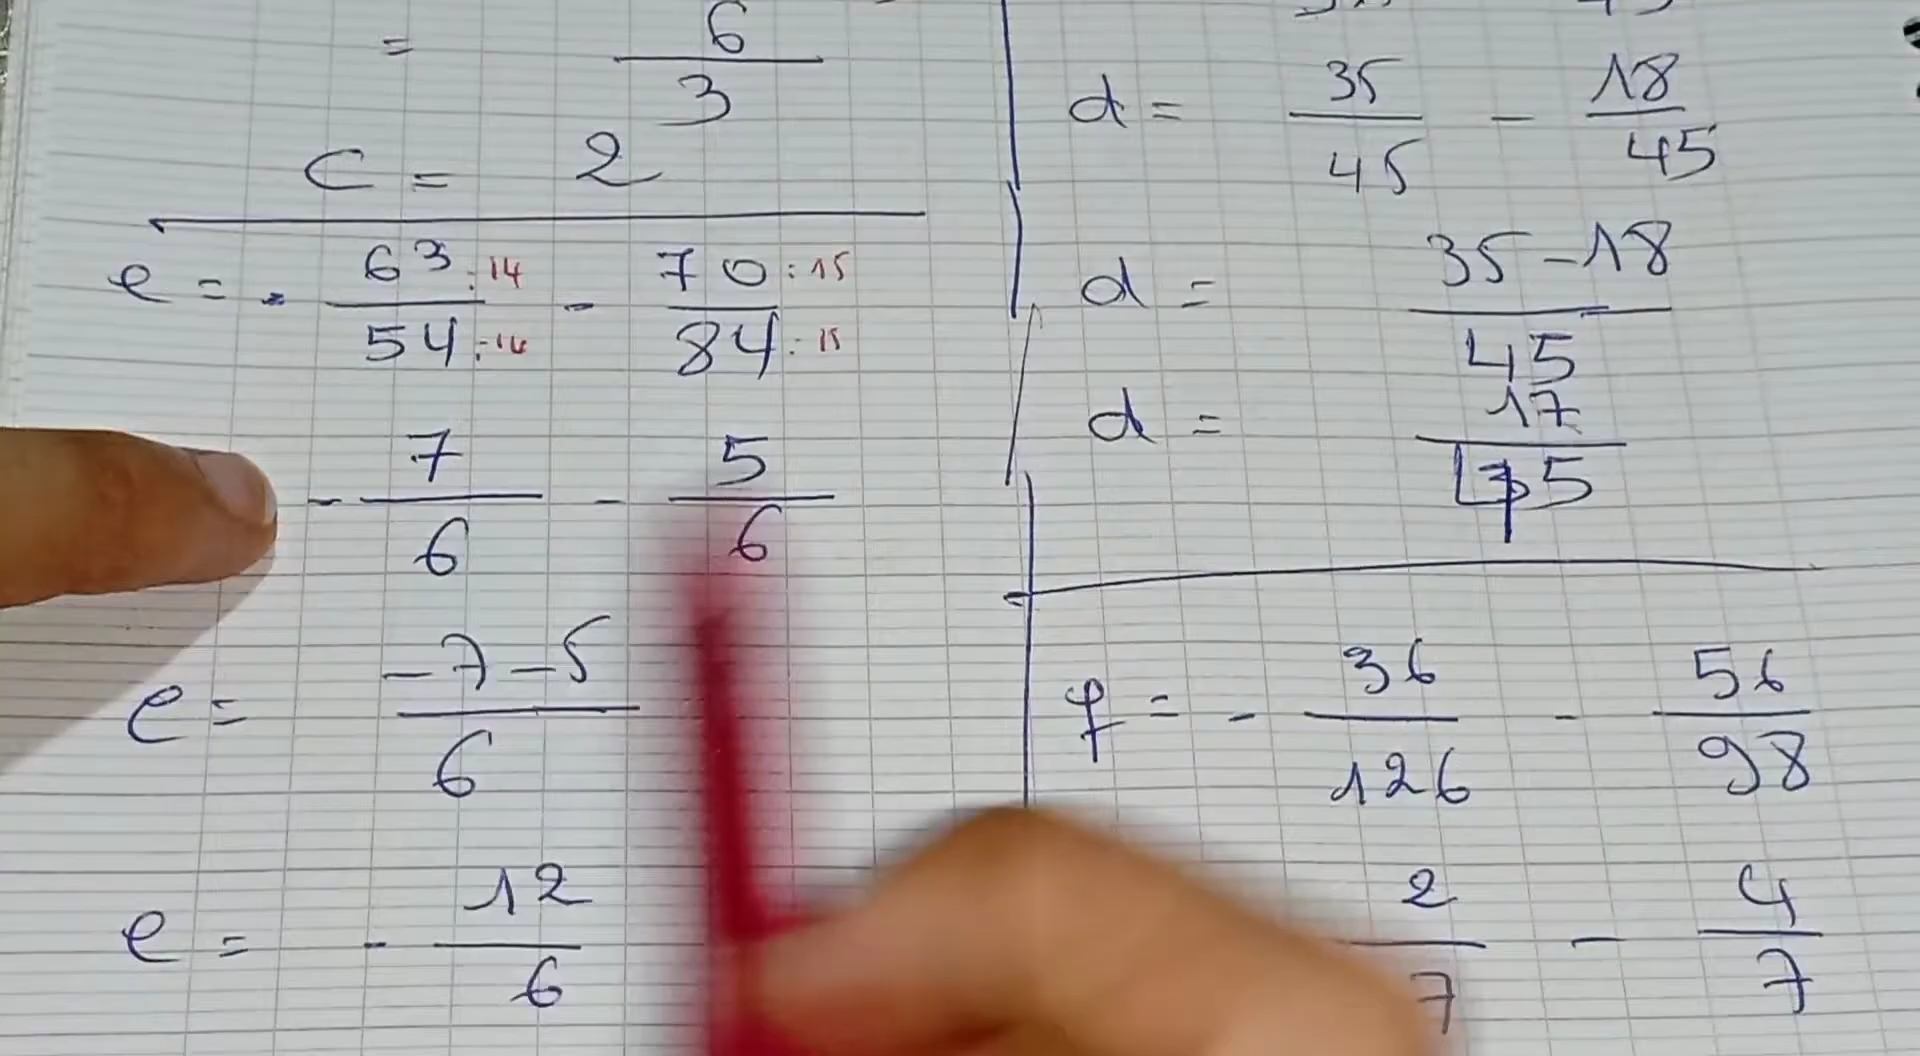 = 6/3
c = 2
e = - 63:14/54:14 - 70:15/84:15
- 7/6 - 5/6
e = -7-5/6
e = - 12/6
d = 35/45 - 18/45
d = 35-18/45
d = 17/45
f = - 36/126 - 56/98
2/7 - 4/7